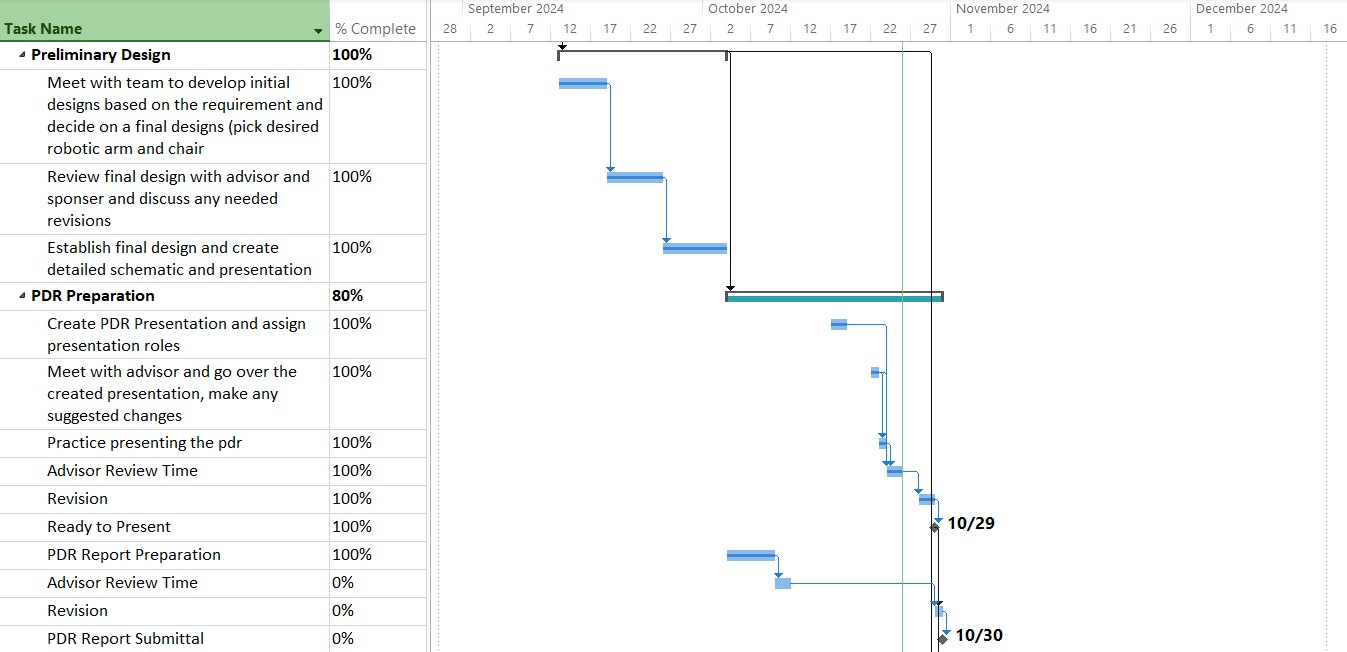 September 2024 October 2024 November 2024 December 2024
Task Name % Complete 28 2 7 12 17 22 27 2 7 12 17 22 27 1 6 11 16 21 26 1 6 11 16
Preliminary Design 100%
Meet with team to develop initial 100%
designs based on the requirement and
decide on a final designs (pick desired
robotic arm and chair
Review final design with advisor and 100%
sponser and discuss any needed
revisions
Establish final design and create 100%
detailed schematic and presentation
PDR Preparation 80%
Create PDR Presentation and assign 100%
presentation roles
Meet with advisor and go over the 100%
created presentation, make any
suggested changes
Practice presenting the pdr 100%
Advisor Review Time 100%
Revision 100%
Ready to Present 100% 10/29
PDR Report Preparation 100%
Advisor Review Time 0%
Revision 0%
PDR Report Submittal 0% 10/30